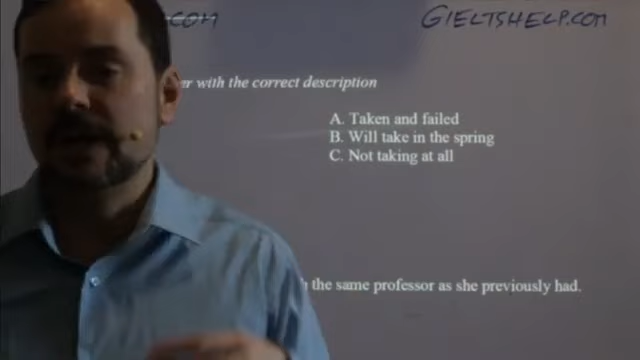 .COM GIELTSHELP.COM
er with the correct description
A. Taken and failed
B. Will take in the spring
C. Not taking at all
the same professor as she previously had.